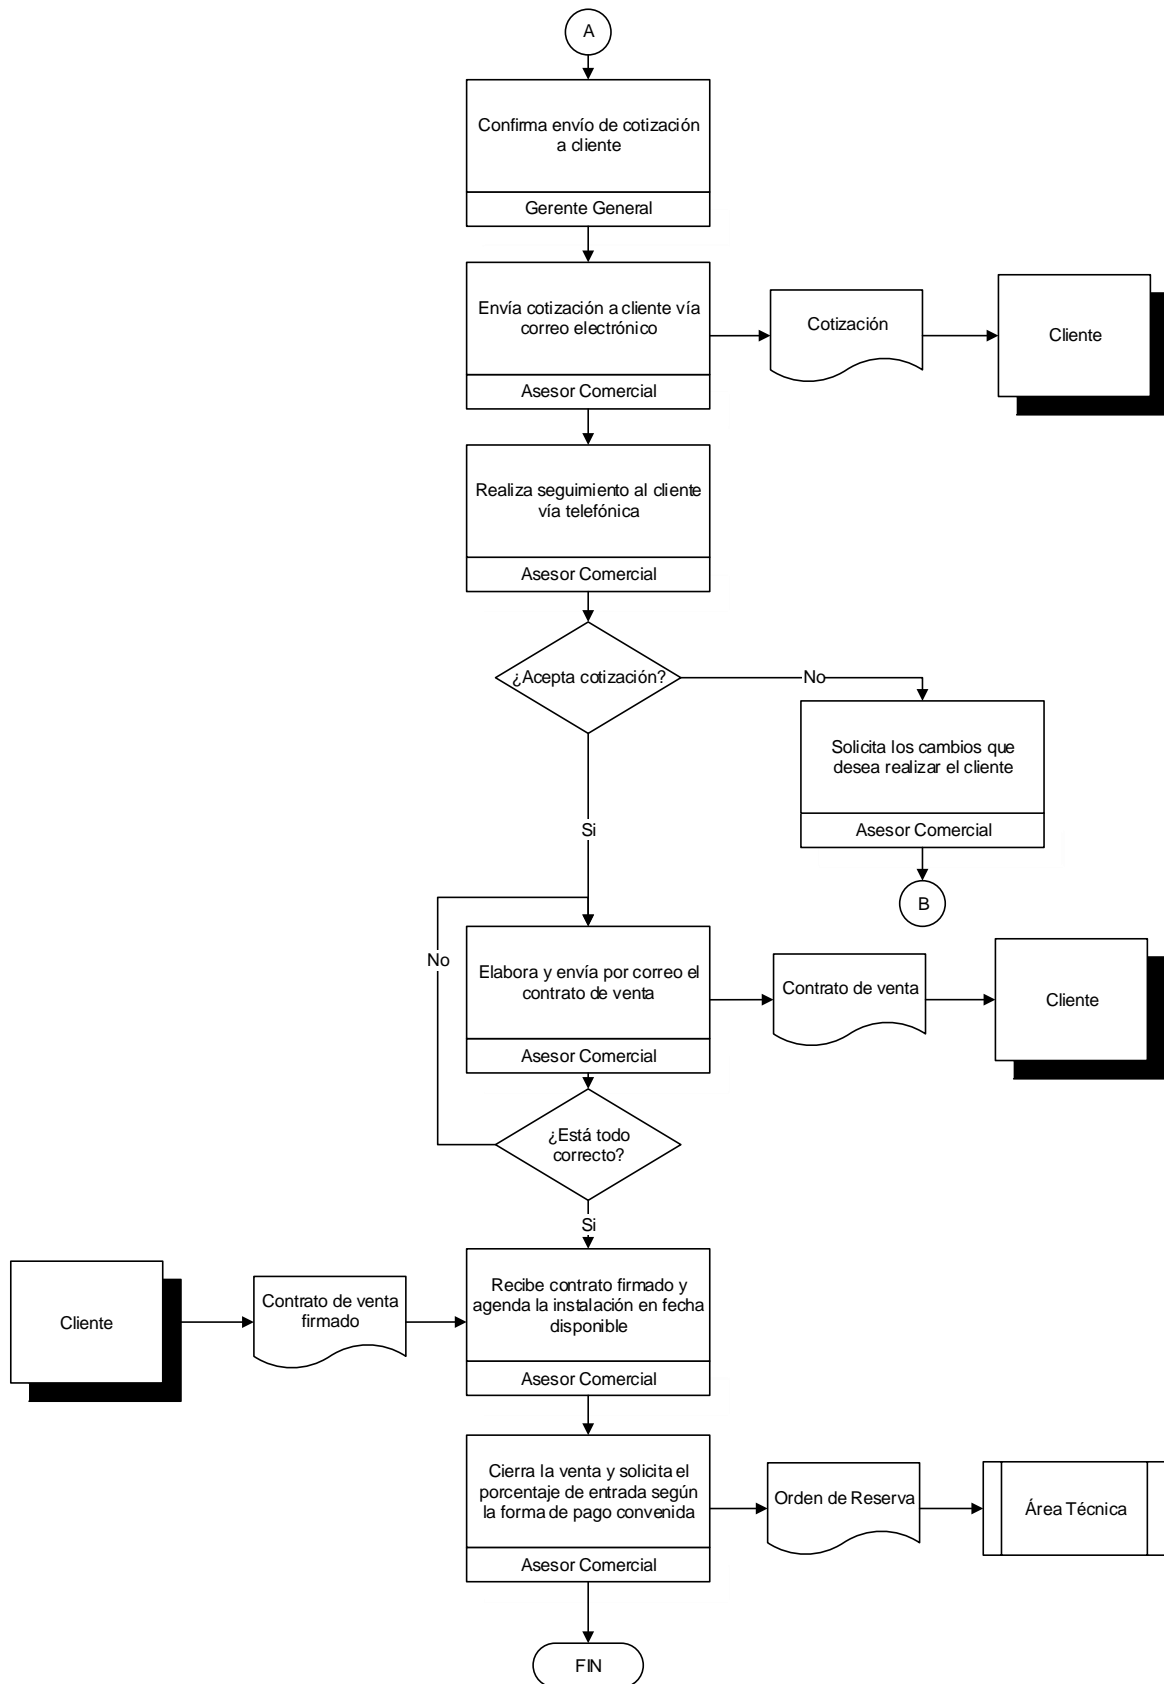 A
Confirma envío de cotización
a cliente
Gerente General
Envía cotización a cliente vía
correo electrónico
Asesor Comercial
Cotización
Cliente
Realiza seguimiento al cliente
vía telefónica
Asesor Comercial
¿Acepta cotización?
No
Solicita los cambios que
desea realizar el cliente
Asesor Comercial
B
Si
No
Elabora y envía por correo el
contrato de venta
Asesor Comercial
Contrato de venta
Cliente
¿Está todo
correcto?
Si
Cliente
Contrato de venta
firmado
Recibe contrato firmado y
agenda la instalación en fecha
disponible
Asesor Comercial
Cierra la venta y solicita el
porcentaje de entrada según
la forma de pago convenida
Asesor Comercial
Orden de Reserva
Área Técnica
FIN